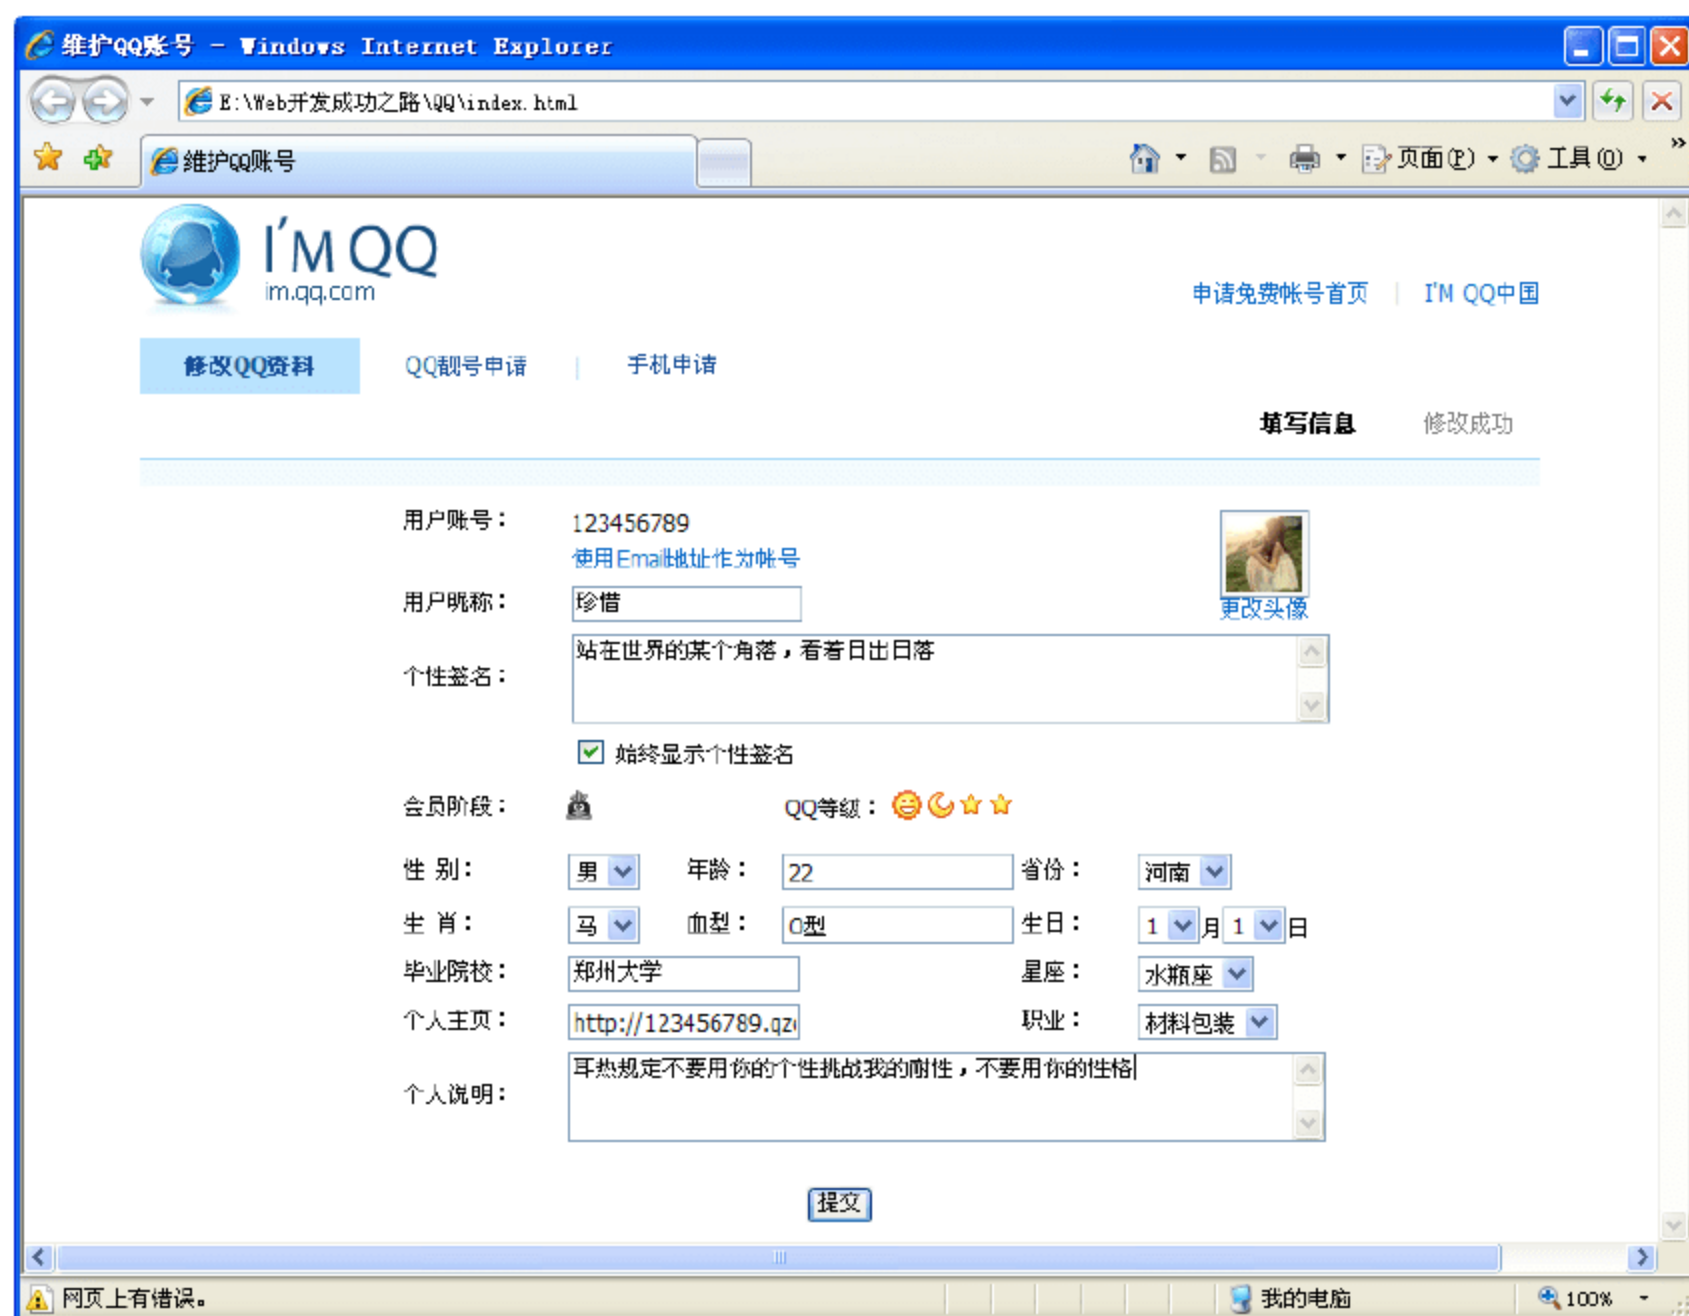 维护QQ账号 - Windows Internet Explorer
E:\Web开发成功之路\QQ\index.html
维护QQ账号
页面(P)
工具(O)
»
I'M QQ
im.qq.com
申请免费帐号首页 | I'M QQ中国
修改QQ资料 QQ靓号申请 | 手机申请
填写信息 修改成功
用户账号： 123456789
使用Email地址作为帐号
用户昵称： 珍惜
更改头像
个性签名： 站在世界的某个角落，看着日出日落
始终显示个性签名
会员阶段： QQ等级：
性 别： 男 年龄： 22 省份： 河南
生 肖： 马 血型： O型 生日： 1 月 1 日
毕业院校： 郑州大学 星座： 水瓶座
个人主页： http://123456789.qz 职业： 材料包装
个人说明： 耳热规定不要用你的个性挑战我的耐性，不要用你的性格
提交
网页上有错误。 我的电脑 100%